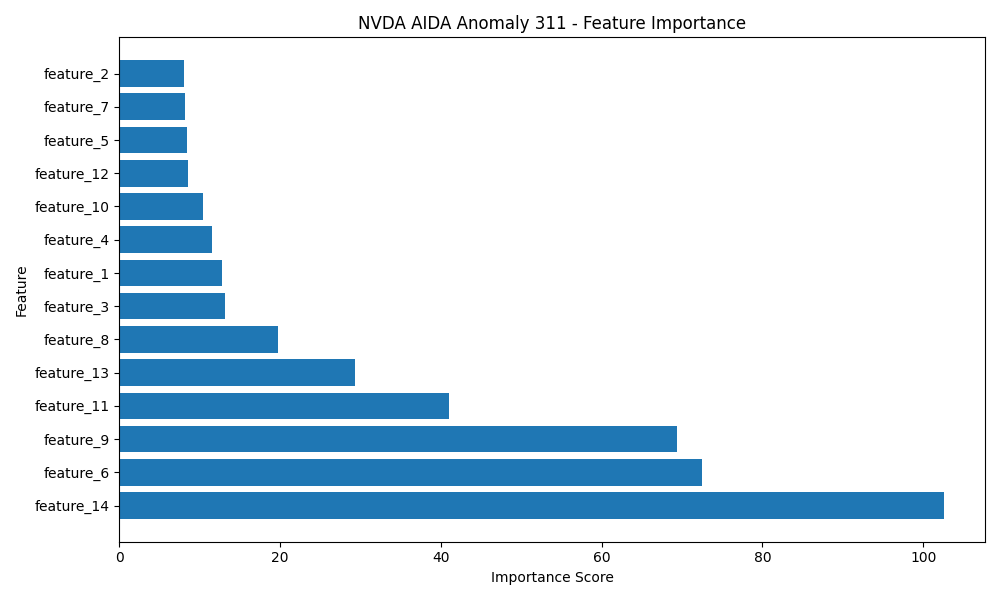 NVDA AIDA Anomaly 311 - Feature Importance
feature_2
feature_7
feature_5
feature_12
feature_10
feature_4
feature_1
feature_3
feature_8
feature_13
feature_11
feature_9
feature_6
feature_14
Feature
0 20 40 60 80 100
Importance Score